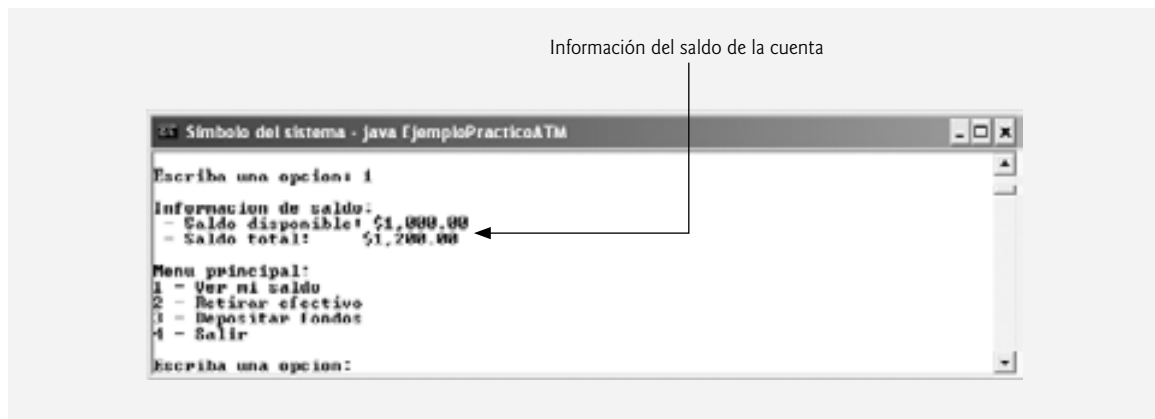 Información del saldo de la cuenta
Símbolo del sistema - java EjemploPracticoATM
Escriba una opcion: 1
Informacion de saldo:
- Saldo disponible: $1,000.00
- Saldo total: $1,200.00
Menu principal:
1 - Ver mi saldo
2 - Retirar efectivo
3 - Depositar fondos
4 - Salir
Escriba una opcion: